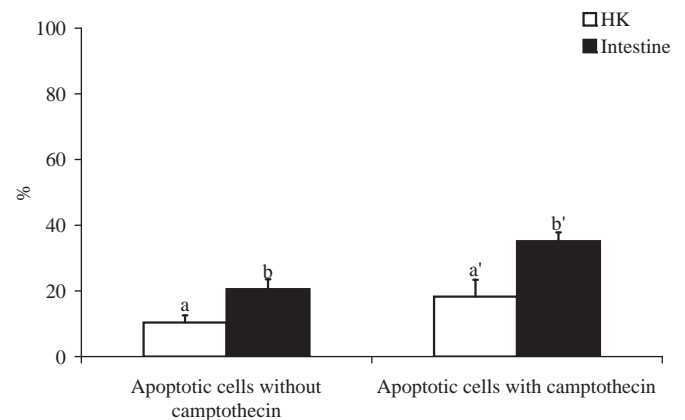 HK
Intestine
100
80
60
40
20
0
%
a
b
a'
b'
Apoptotic cells without
camptothecin
Apoptotic cells with camptothecin